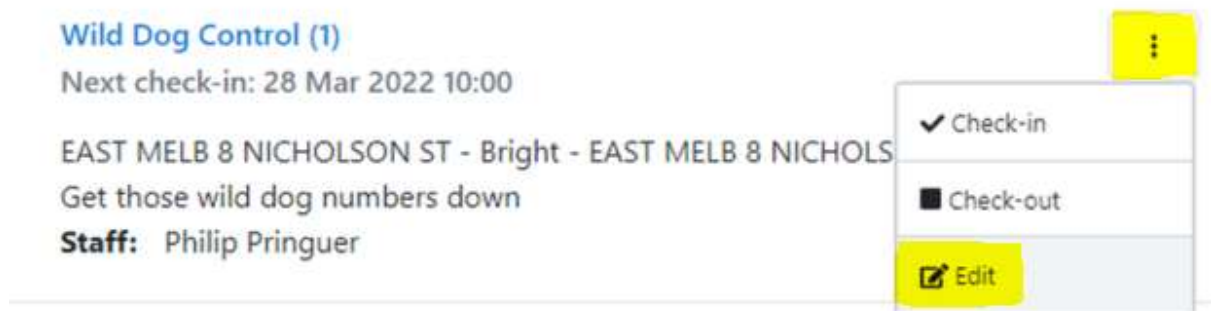 Wild Dog Control (1)
Next check-in: 28 Mar 2022 10:00
EAST MELB 8 NICHOLSON ST - Bright - EAST MELB 8 NICHOLS
Get those wild dog numbers down
Staff: Philip Pringuer
Check-in
Check-out
Edit